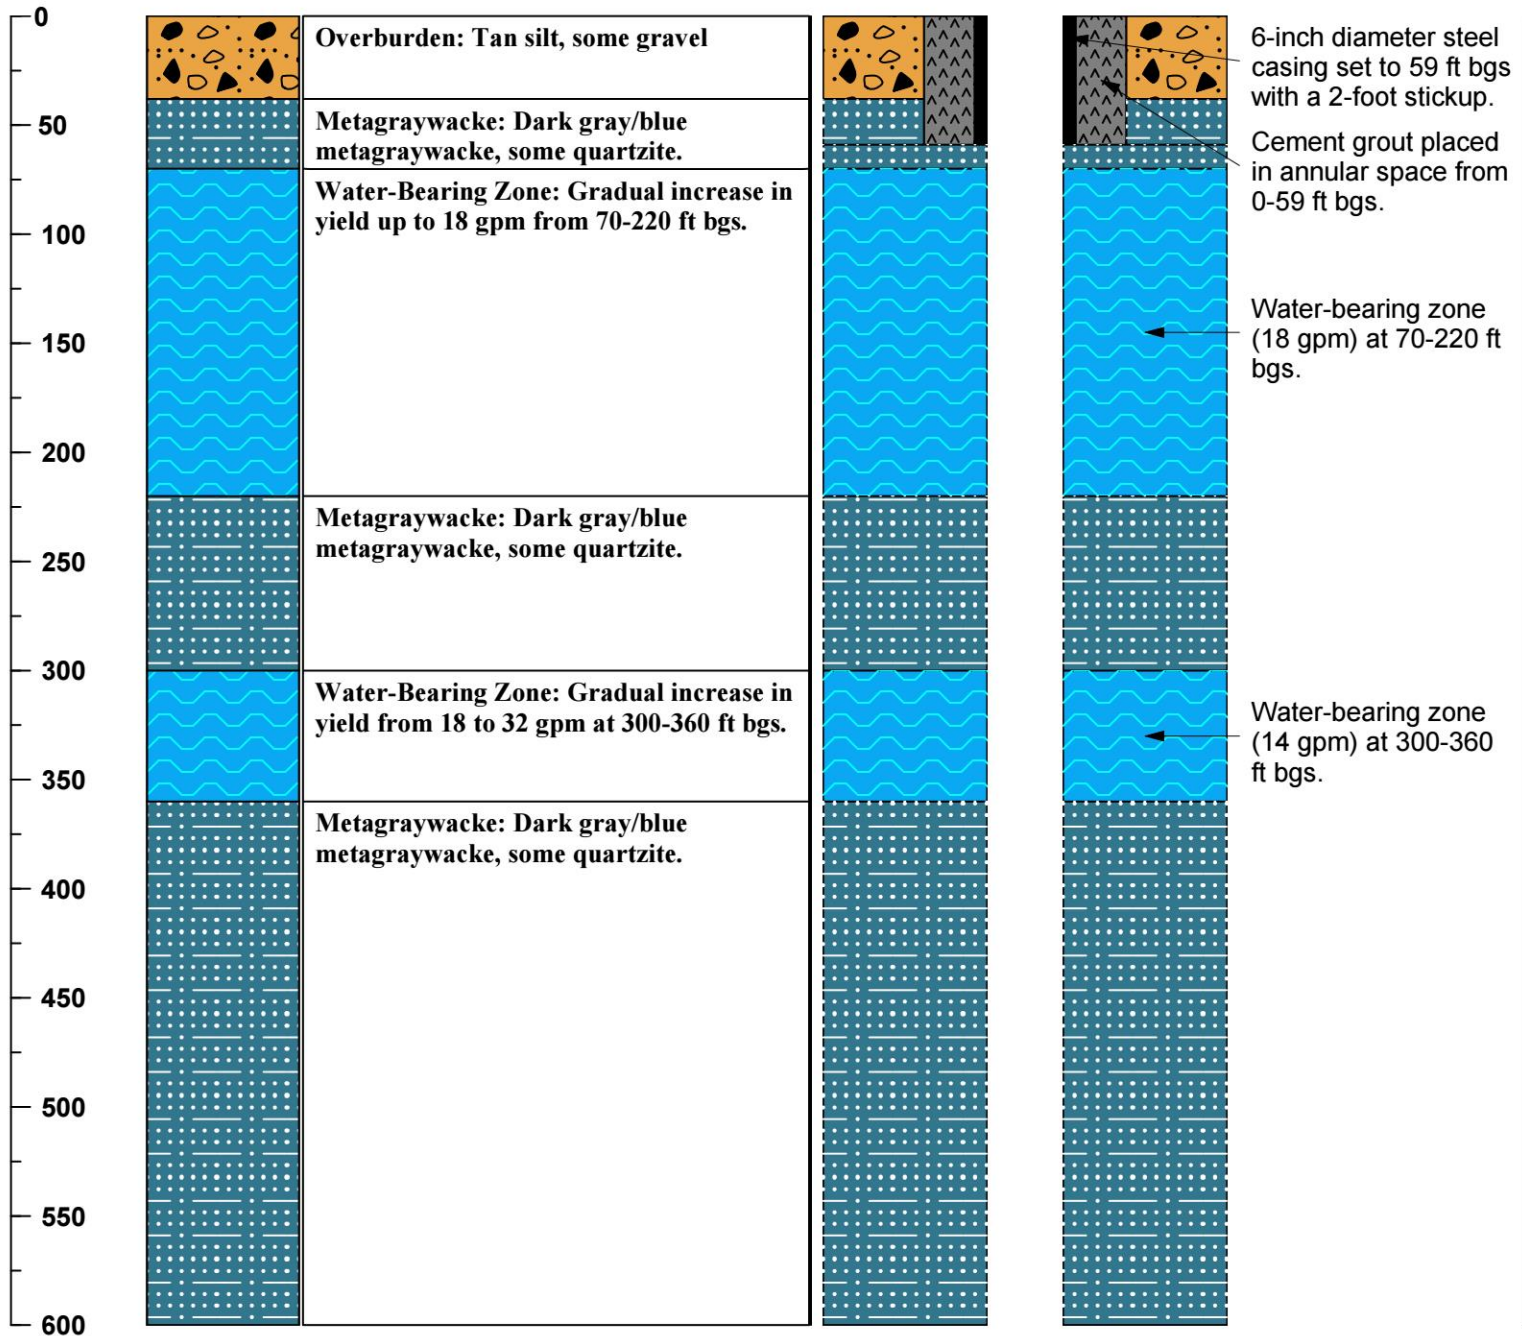 0
50
100
150
200
250
300
350
400
450
500
550
600
Overburden: Tan silt, some gravel
Metagraywacke: Dark gray/blue
metagraywacke, some quartzite.
Water-Bearing Zone: Gradual increase in
yield up to 18 gpm from 70-220 ft bgs.
Metagraywacke: Dark gray/blue
metagraywacke, some quartzite.
Water-Bearing Zone: Gradual increase in
yield from 18 to 32 gpm at 300-360 ft bgs.
Metagraywacke: Dark gray/blue
metagraywacke, some quartzite.
6-inch diameter steel
casing set to 59 ft bgs
with a 2-foot stickup.
Cement grout placed
in annular space from
0-59 ft bgs.
Water-bearing zone
(18 gpm) at 70-220 ft
bgs.
Water-bearing zone
(14 gpm) at 300-360
ft bgs.